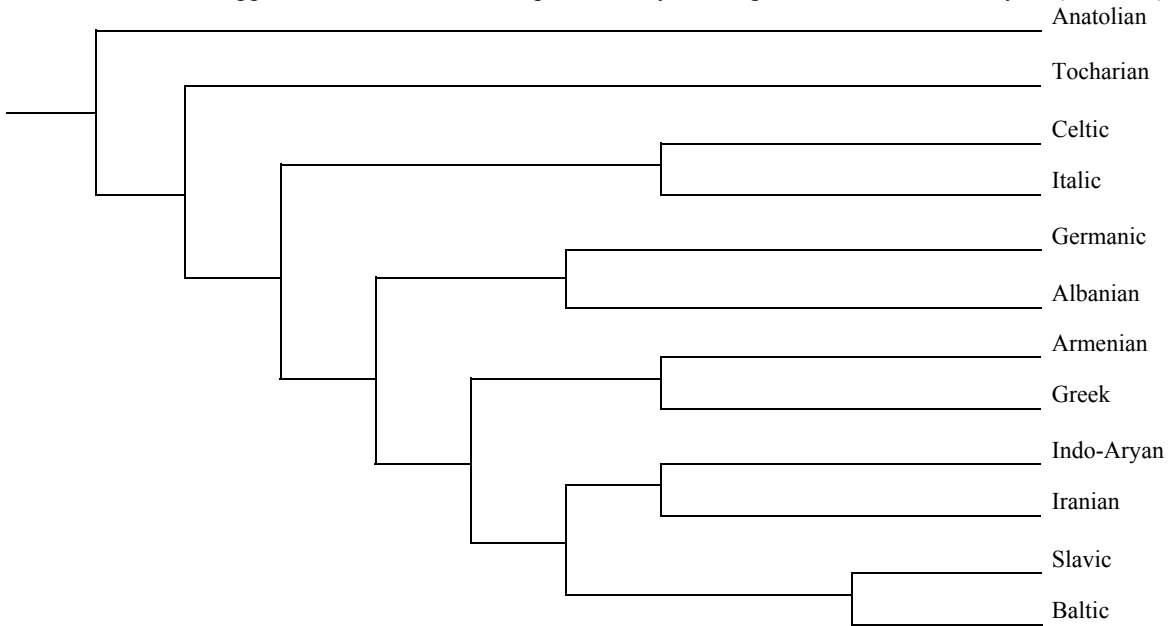 Anatolian
Tocharian
Celtic
Italic
Germanic
Albanian
Armenian
Greek
Indo-Aryan
Iranian
Slavic
Baltic